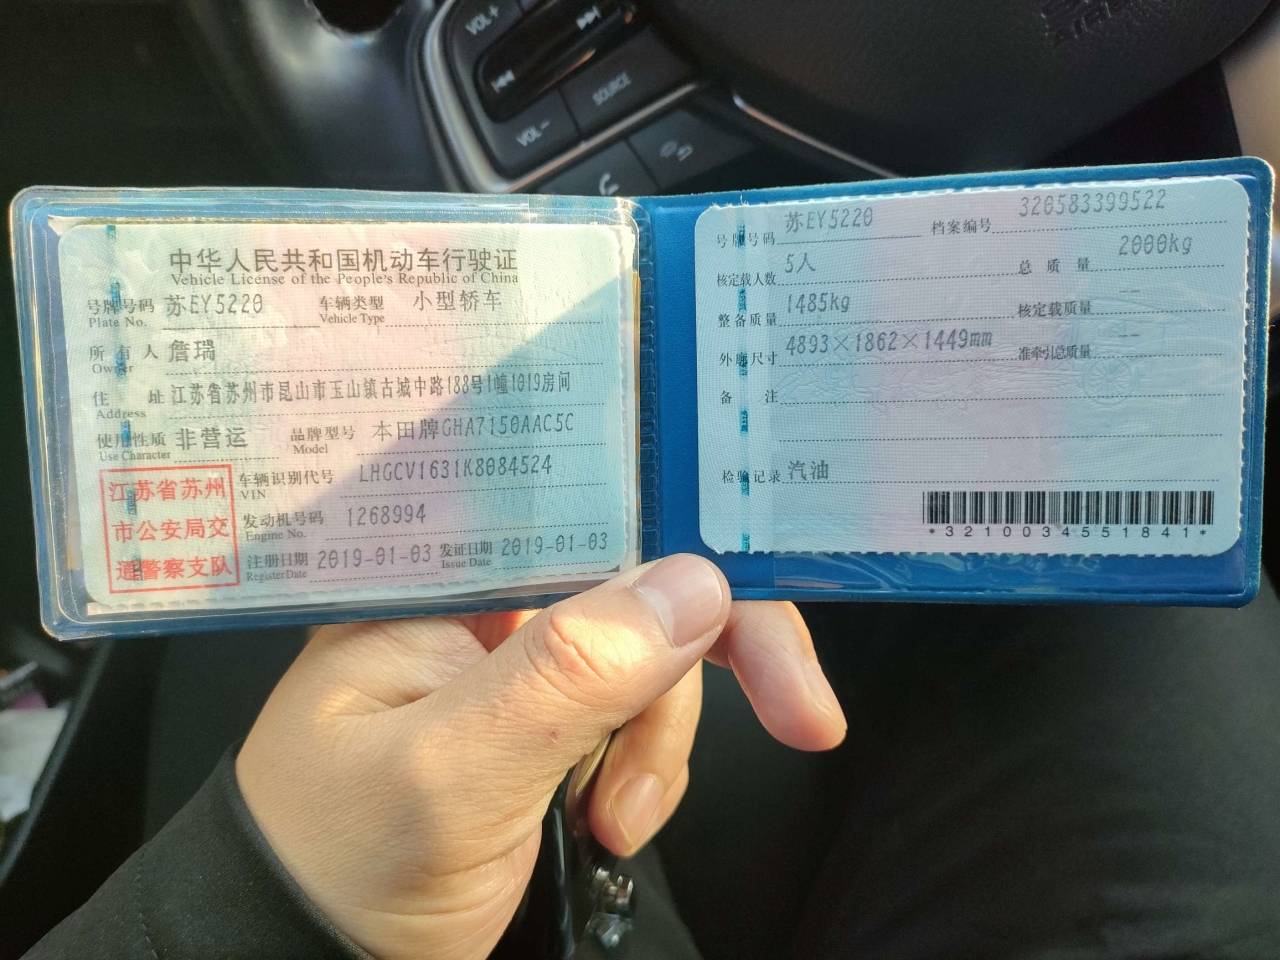 VOL+
SOURCE
VOL−
中华人民共和国机动车行驶证
Vehicle License of the People's Republic of China
号牌号码 苏EY5220 车辆类型 小型轿车
Plate No. Vehicle Type
所有人 詹瑞
Owner
住址 江苏省苏州市昆山市玉山镇古城中路188号1幢1019房间
Address
使用性质 非营运 品牌型号 本田牌GHA7150AAC5C
Use Character Model
江苏省苏州
市公安局交
通警察支队
车辆识别代号 LHGCV1631K8084524
VIN
发动机号码 1268994
Engine No.
注册日期 2019-01-03 发证日期 2019-01-03
Register Date Issue Date
号牌号码 苏EY5220 档案编号 320583399522
核定载人数 5人 总质量 2000kg
整备质量 1485kg 核定载质量 --
外廓尺寸 4893×1862×1449mm 准牵引总质量 --
备注
检验记录 汽油
*3210034551841*